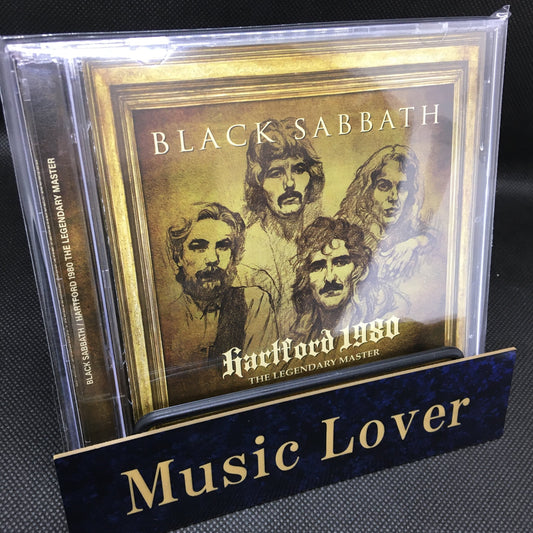 BLACK SABBATH
Hartford 1980
THE LEGENDARY MASTER
BLACK SABBATH / HARTFORD 1980 THE LEGENDARY MASTER
Music Lover